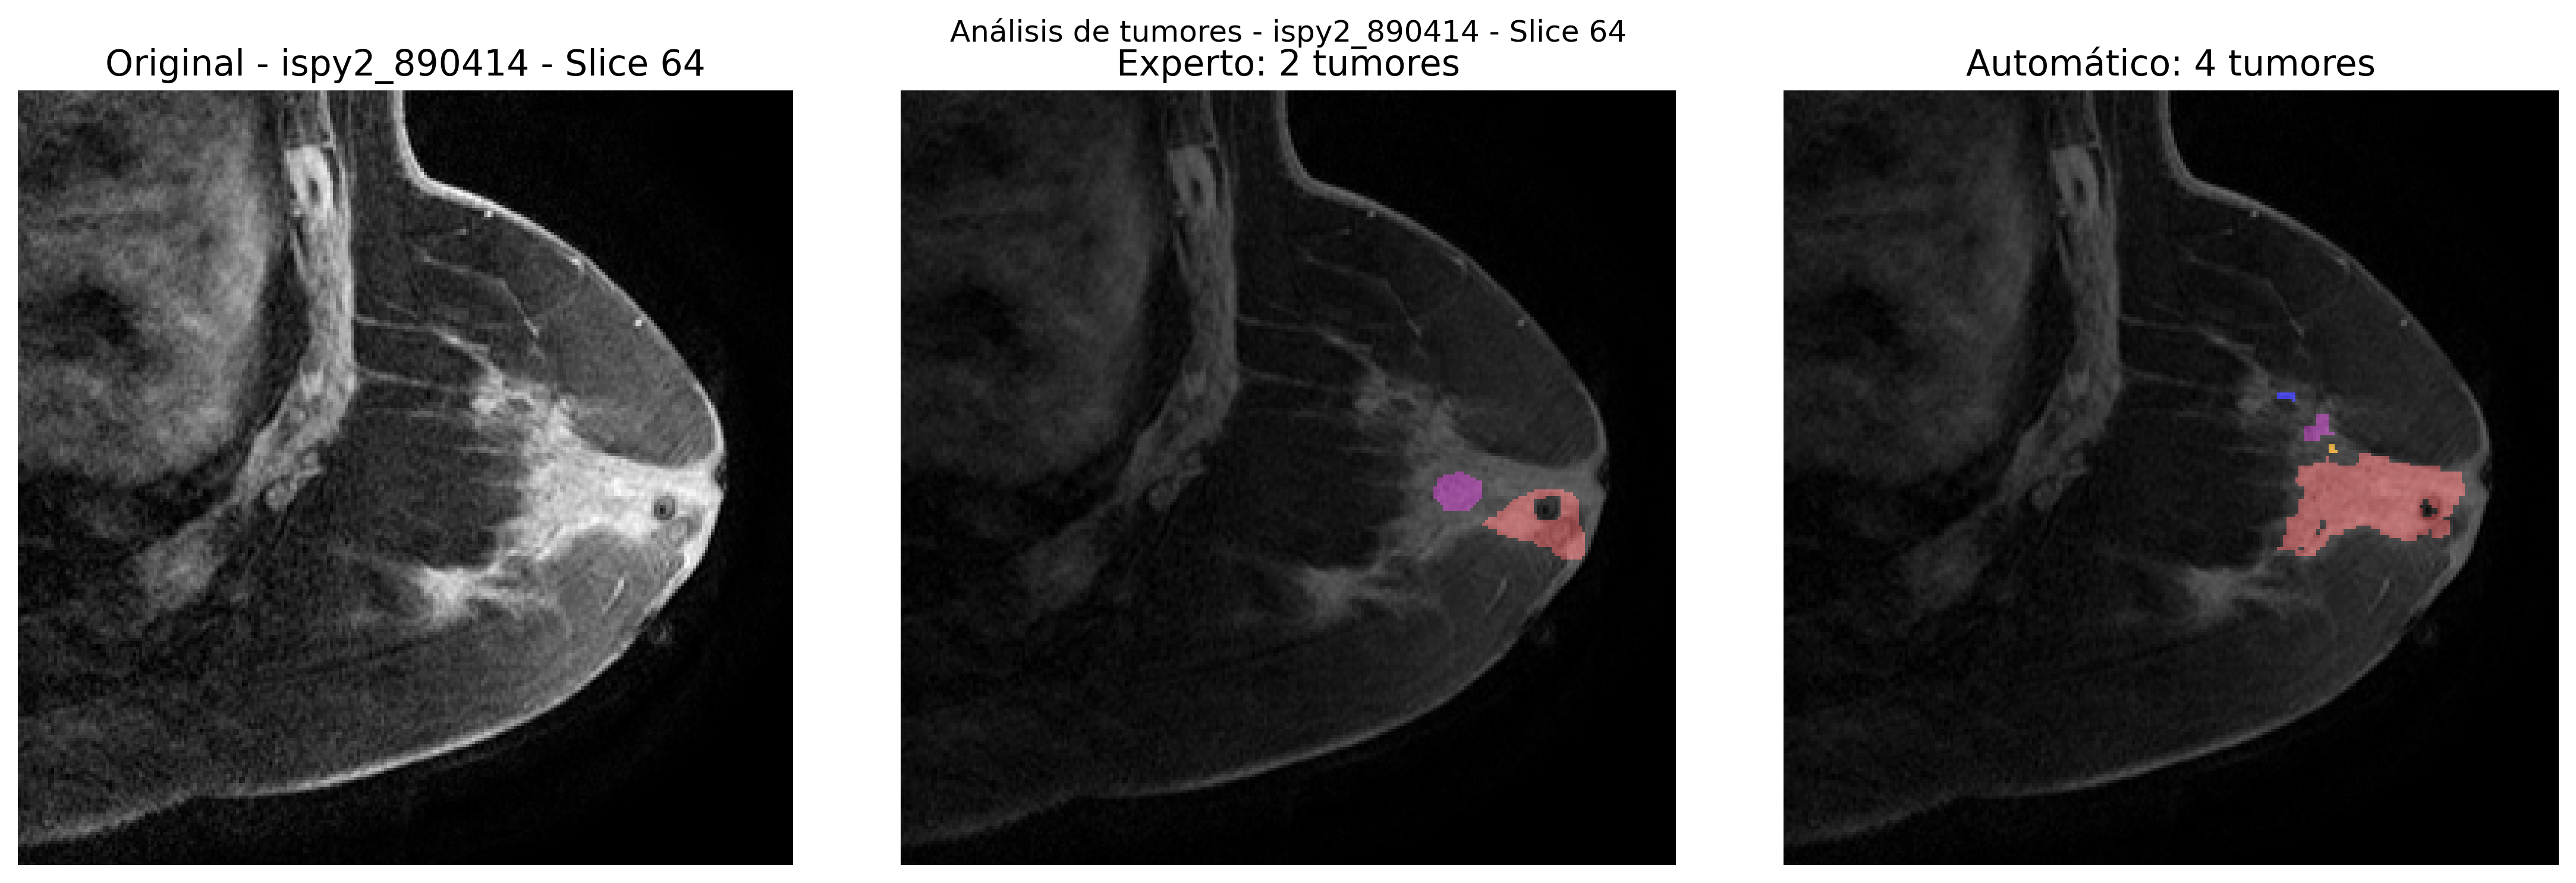 Análisis de tumores - ispy2_890414 - Slice 64
Original - ispy2_890414 - Slice 64
Experto: 2 tumores
Automático: 4 tumores